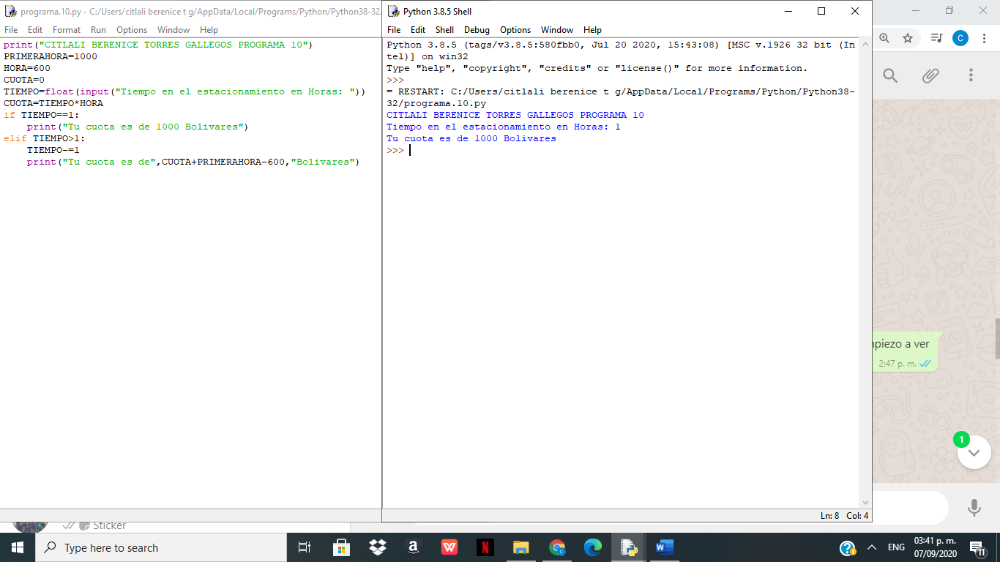 programa.10.py - C:/Users/citlali berenice t g/AppData/Local/Programs/Python/Python38-32.
File Edit Format Run Options Window Help
print("CITLALI BERENICE TORRES GALLEGOS PROGRAMA 10")
PRIMERAHORA=1000
HORA=600
CUOTA=0
TIEMPO=float(input("Tiempo en el estacionamiento en Horas: "))
CUOTA=TIEMPO*HORA
if TIEMPO==1:
    print("Tu cuota es de 1000 Bolivares")
elif TIEMPO>1:
    TIEMPO-=1
    print("Tu cuota es de",CUOTA+PRIMERAHORA-600,"Bolivares")
Python 3.8.5 Shell
File Edit Shell Debug Options Window Help
Python 3.8.5 (tags/v3.8.5:580fbb0, Jul 20 2020, 15:43:08) [MSC v.1926 32 bit (In
tel)] on win32
Type "help", "copyright", "credits" or "license()" for more information.
>>>
= RESTART: C:/Users/citlali berenice t g/AppData/Local/Programs/Python/Python38-
32/programa.10.py
CITLALI BERENICE TORRES GALLEGOS PROGRAMA 10
Tiempo en el estacionamiento en Horas: 1
Tu cuota es de 1000 Bolivares
>>>
Ln: 8 Col: 4
C
piezo a ver
2:47 p. m.
1
Sticker
Type here to search
a
W
N
W
ENG
03:41 p. m.
07/09/2020
11